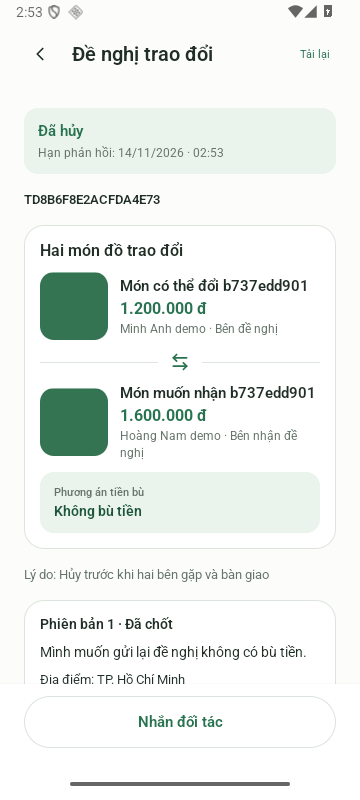 2:53
Đề nghị trao đổi
Tải lại
Đã hủy
Hạn phản hồi: 14/11/2026 · 02:53
TD8B6F8E2ACFDA4E73
Hai món đồ trao đổi
Món có thể đổi b737edd901
1.200.000 đ
Minh Anh demo · Bên đề nghị
Món muốn nhận b737edd901
1.600.000 đ
Hoàng Nam demo · Bên nhận đề
nghị
Phương án tiền bù
Không bù tiền
Lý do: Hủy trước khi hai bên gặp và bàn giao
Phiên bản 1 · Đã chốt
Mình muốn gửi lại đề nghị không có bù tiền.
Địa điểm: TP. Hồ Chí Minh
Nhắn đối tác